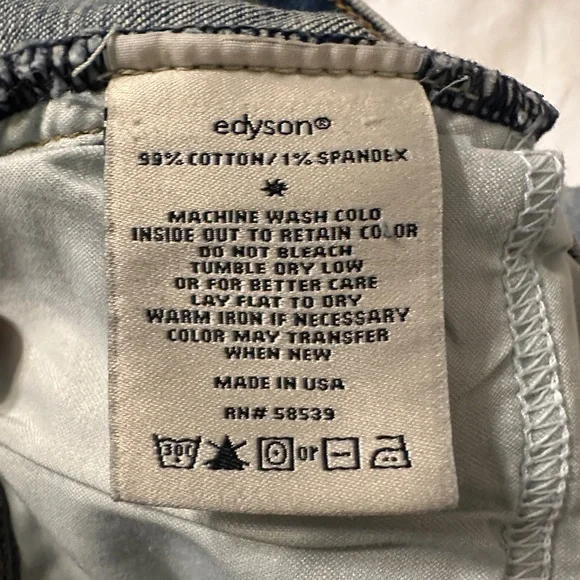 edyson®
99% COTTON/1% SPANDEX
MACHINE WASH COLD
INSIDE OUT TO RETAIN COLOR
DO NOT BLEACH
TUMBLE DRY LOW
OR FOR BETTER CARE
LAY FLAT TO DRY
WARM IRON IF NECESSARY
COLOR MAY TRANSFER
WHEN NEW
MADE IN USA
RN# 58539
30C or